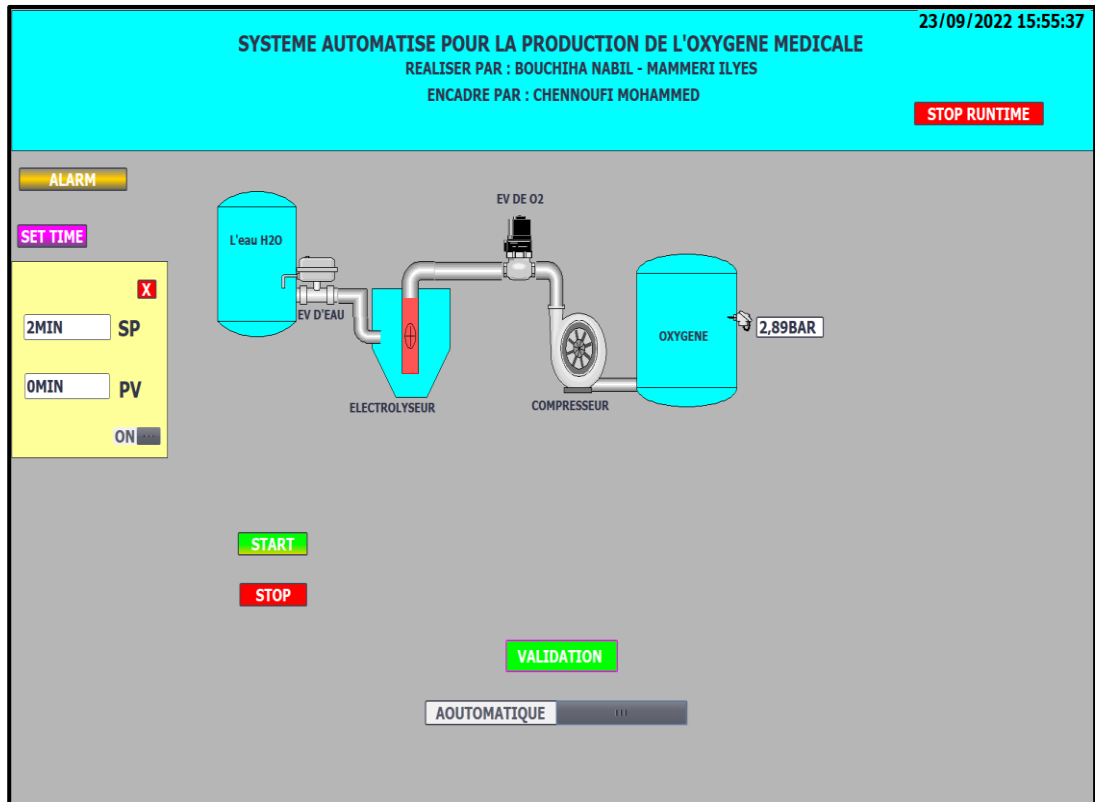 23/09/2022 15:55:37
SYSTEME AUTOMATISE POUR LA PRODUCTION DE L'OXYGENE MEDICALE
REALISER PAR : BOUCHIHA NABIL - MAMMERI ILYES
ENCADRE PAR : CHENNOUFI MOHAMMED
STOP RUNTIME
ALARM
SET TIME
X
2MIN SP
0MIN PV
ON
L'eau H2O
EV D'EAU
EV DE O2
ELECTROLYSEUR
COMPRESSEUR
OXYGENE
2,89BAR
START
STOP
VALIDATION
AOUTOMATIQUE